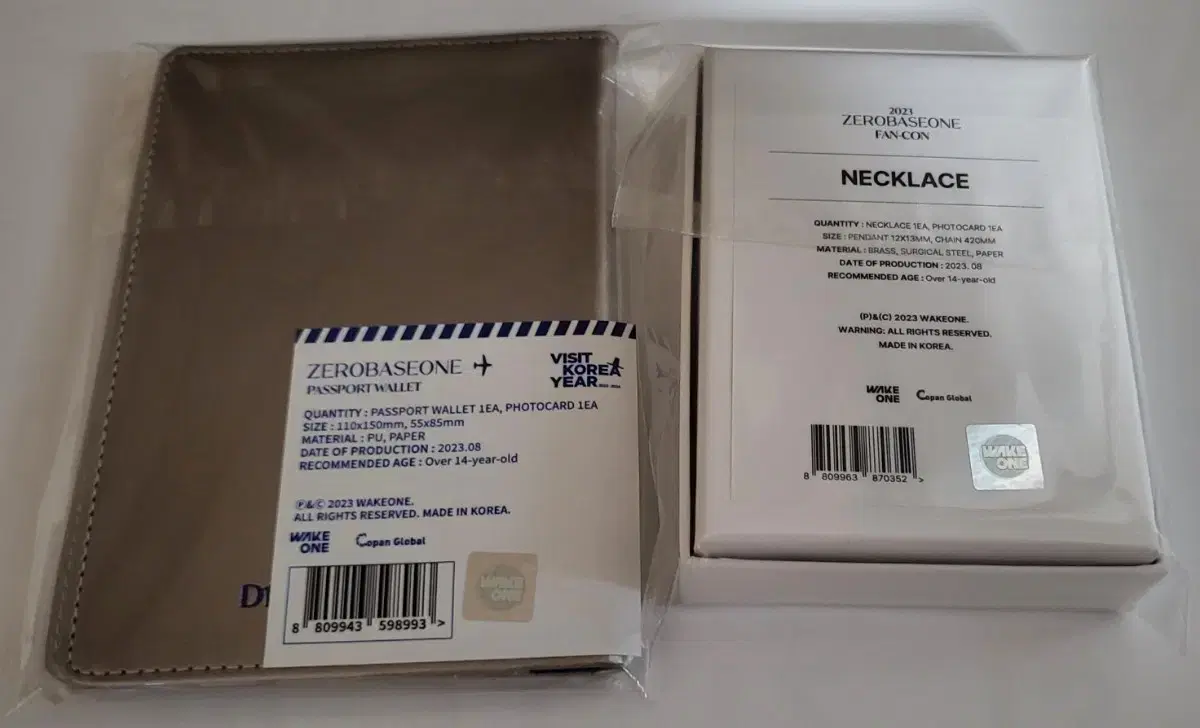 ZEROBASEONE
PASSPORT WALLET
VISIT
KOREA
YEAR
QUANTITY : PASSPORT WALLET 1EA, PHOTOCARD 1EA
SIZE : 110x150mm, 55x85mm
MATERIAL : PU, PAPER
DATE OF PRODUCTION : 2023.08
RECOMMENDED AGE : Over 14-year-old
Ⓟ&Ⓒ 2023 WAKEONE.
ALL RIGHTS RESERVED. MADE IN KOREA.
WAKE
ONE
Copan Global
WAKE
ONE
8 809943 598993 >
2023
ZEROBASEONE
FAN-CON
NECKLACE
QUANTITY : NECKLACE 1EA, PHOTOCARD 1EA
SIZE : PENDANT 12X13MM, CHAIN 420MM
MATERIAL : BRASS, SURGICAL STEEL, PAPER
DATE OF PRODUCTION : 2023. 08
RECOMMENDED AGE : Over 14-year-old
(P)&(C) 2023 WAKEONE.
WARNING: ALL RIGHTS RESERVED.
MADE IN KOREA.
WAKE
ONE
Copan Global
WAKE
ONE
8 809963 870352 >